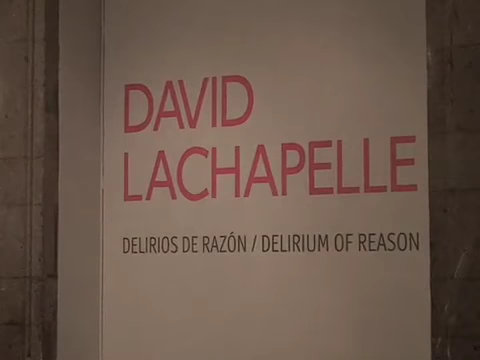 DAVID
LACHAPELLE
DELIRIOS DE RAZÓN / DELIRIUM OF REASON